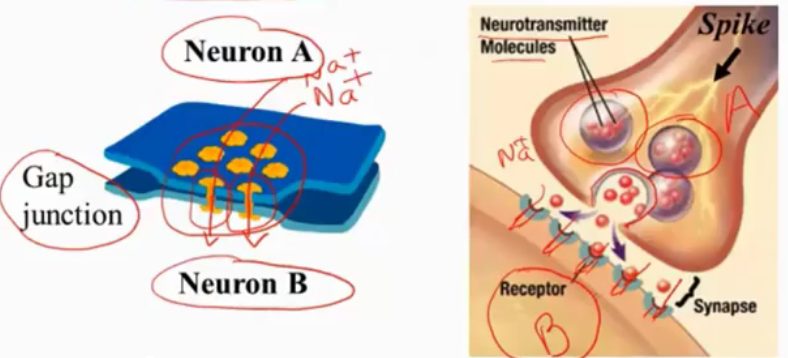 Neuron A
Na+
Na+
Gap
junction
Neuron B
Neurotransmitter
Molecules
Spike
A
Na+
Receptor
B
Synapse